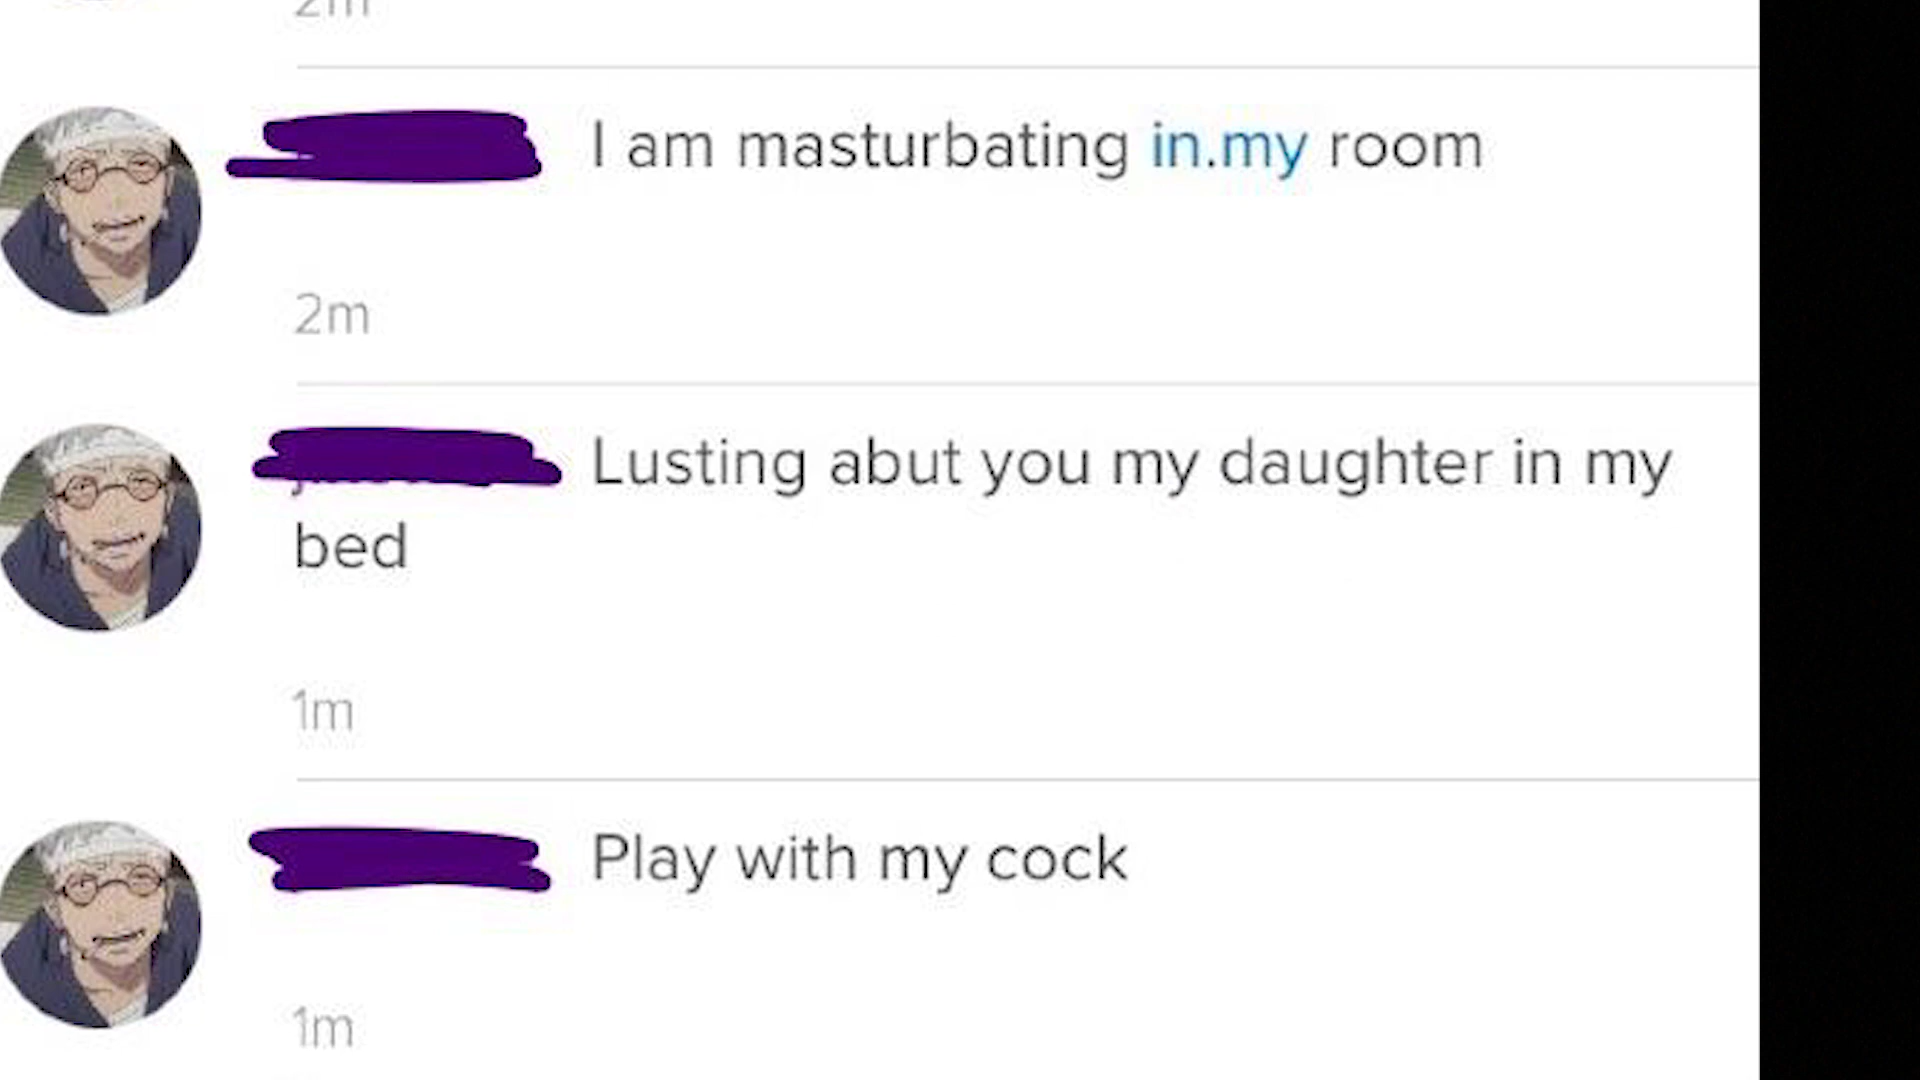 2m
I am masturbating in.my room
2m
Lusting abut you my daughter in my
bed
1m
Play with my cock
1m